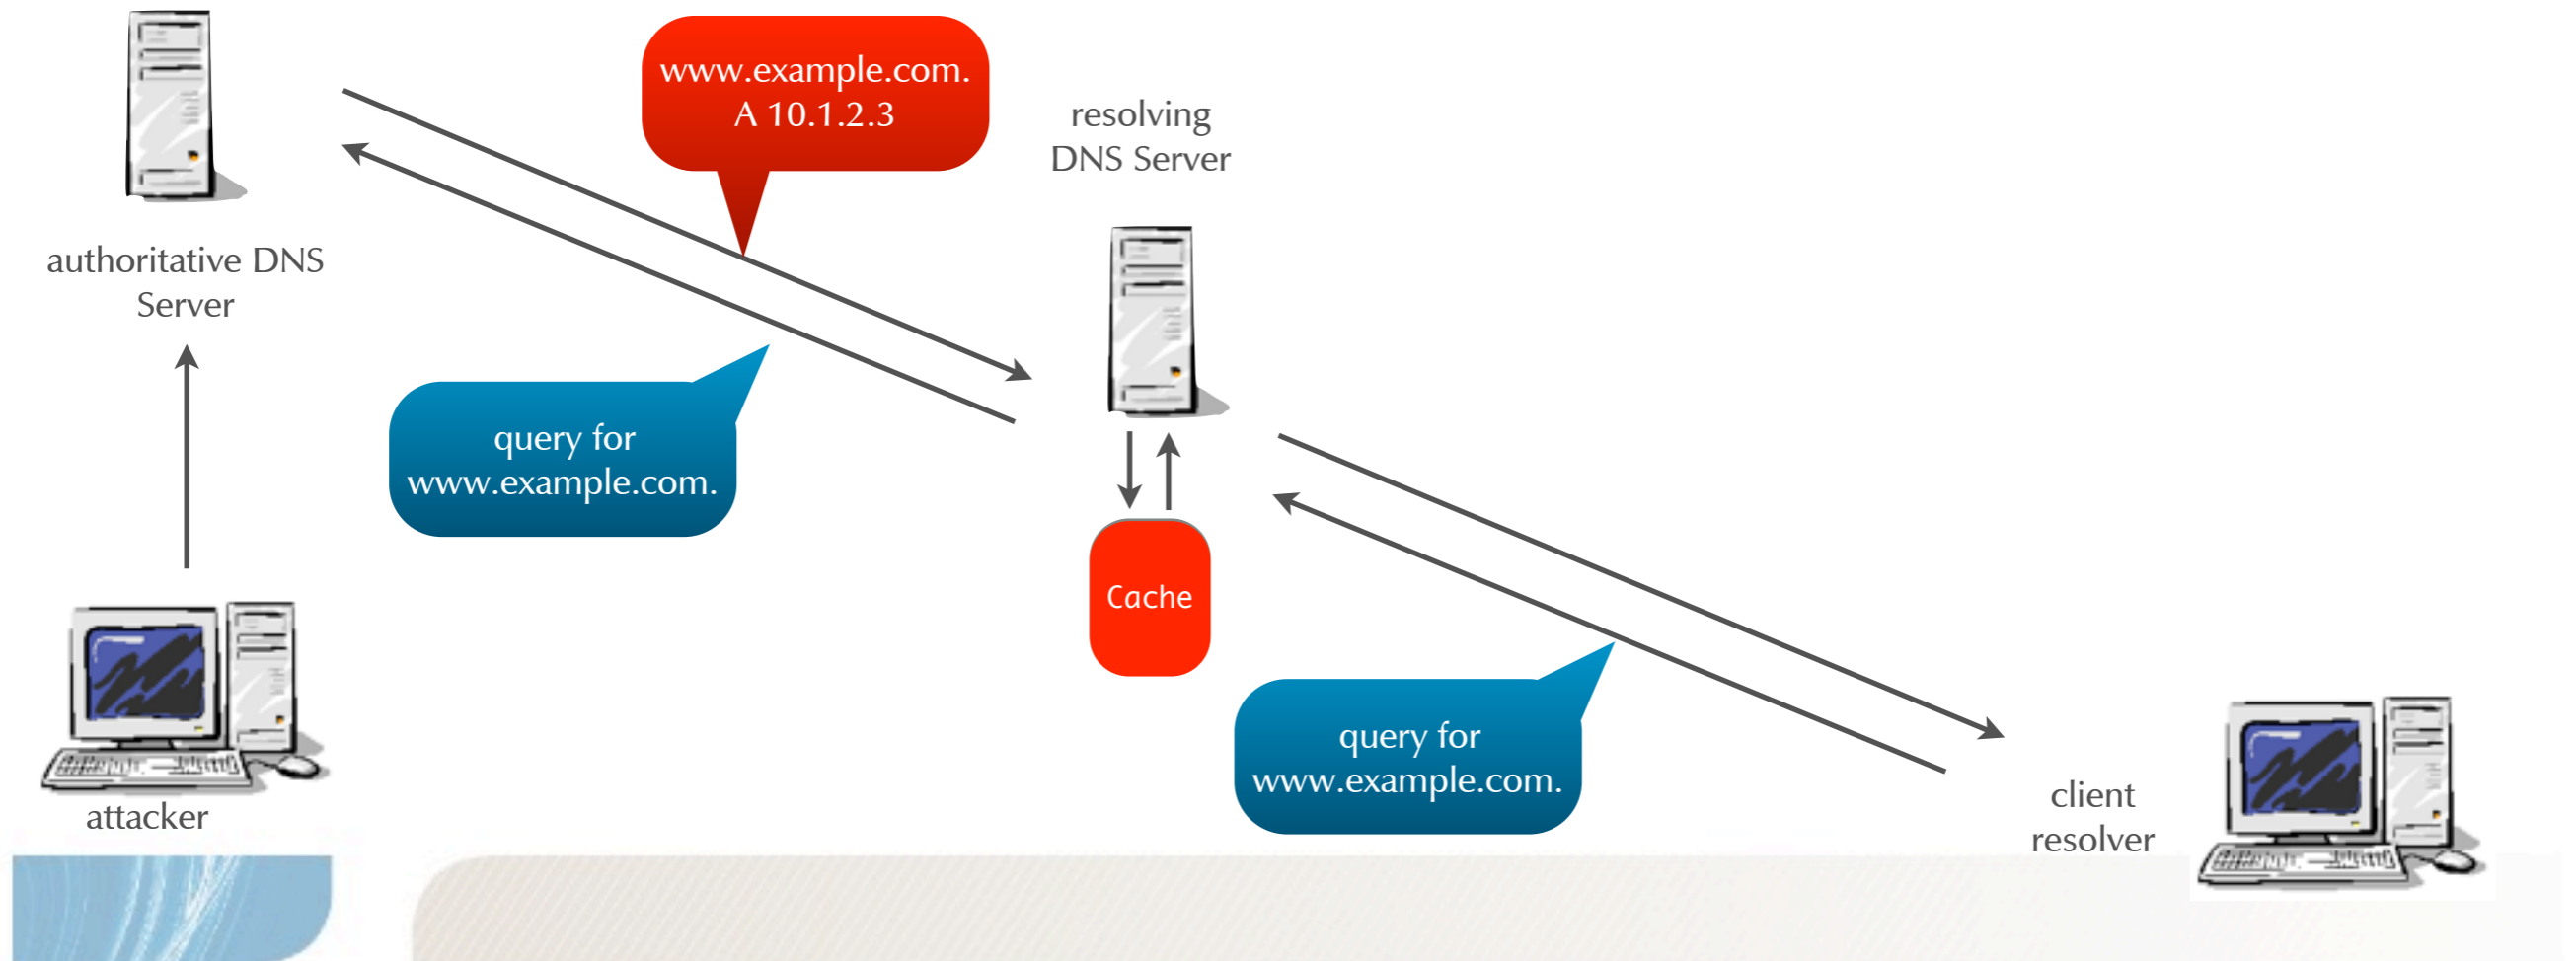 www.example.com.
A 10.1.2.3
resolving
DNS Server
authoritative DNS
Server
query for
www.example.com.
Cache
query for
www.example.com.
attacker
client
resolver